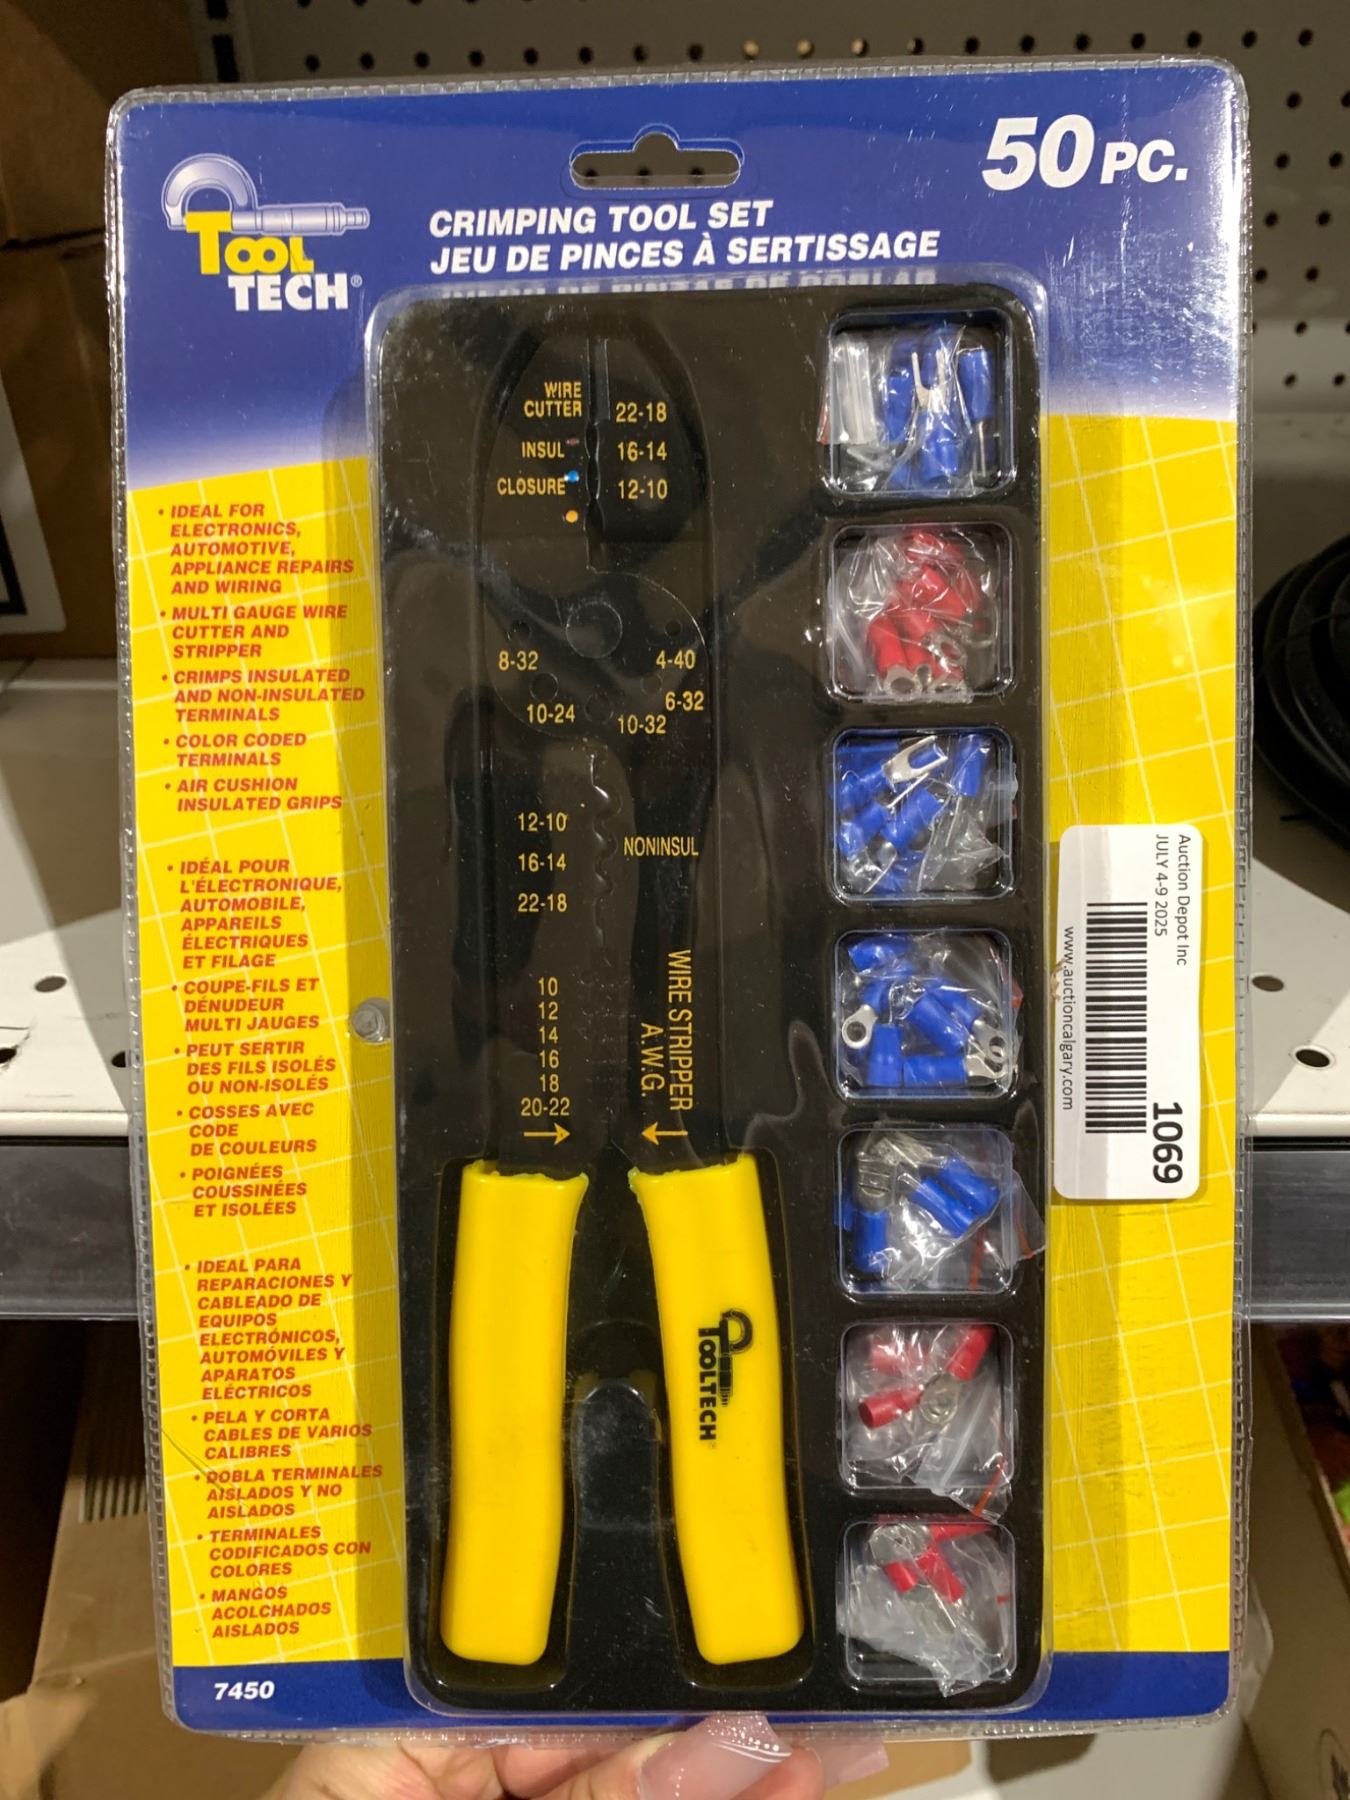 50 PC.
TOOL
TECH®
CRIMPING TOOL SET
JEU DE PINCES À SERTISSAGE
WIRE
CUTTER
22-18
INSUL
16-14
CLOSURE
12-10
8-32
4-40
10-24
6-32
10-32
12-10
NONINSUL
16-14
22-18
10
12
14
16
18
20-22
WIRE STRIPPER
A.W.G.
TOOLTECH
• IDEAL FOR
ELECTRONICS,
AUTOMOTIVE,
APPLIANCE REPAIRS
AND WIRING
• MULTI GAUGE WIRE
CUTTER AND
STRIPPER
• CRIMPS INSULATED
AND NON-INSULATED
TERMINALS
• COLOR CODED
TERMINALS
• AIR CUSHION
INSULATED GRIPS
• IDÉAL POUR
L'ÉLECTRONIQUE,
AUTOMOBILE,
APPAREILS
ÉLECTRIQUES
ET FILAGE
• COUPE-FILS ET
DÉNUDEUR
MULTI JAUGES
• PEUT SERTIR
DES FILS ISOLÉS
OU NON-ISOLÉS
• COSSES AVEC
CODE
DE COULEURS
• POIGNÉES
COUSSINÉES
ET ISOLÉES
• IDEAL PARA
REPARACIONES Y
CABLEADO DE
EQUIPOS
ELECTRÓNICOS,
AUTOMÓVILES Y
APARATOS
ELÉCTRICOS
• PELA Y CORTA
CABLES DE VARIOS
CALIBRES
• DOBLA TERMINALES
AISLADOS Y NO
AISLADOS
• TERMINALES
CODIFICADOS CON
COLORES
• MANGOS
ACOLCHADOS
AISLADOS
7450
Auction Depot Inc
JULY 4-9 2025
1069
www.auctioncalgary.com